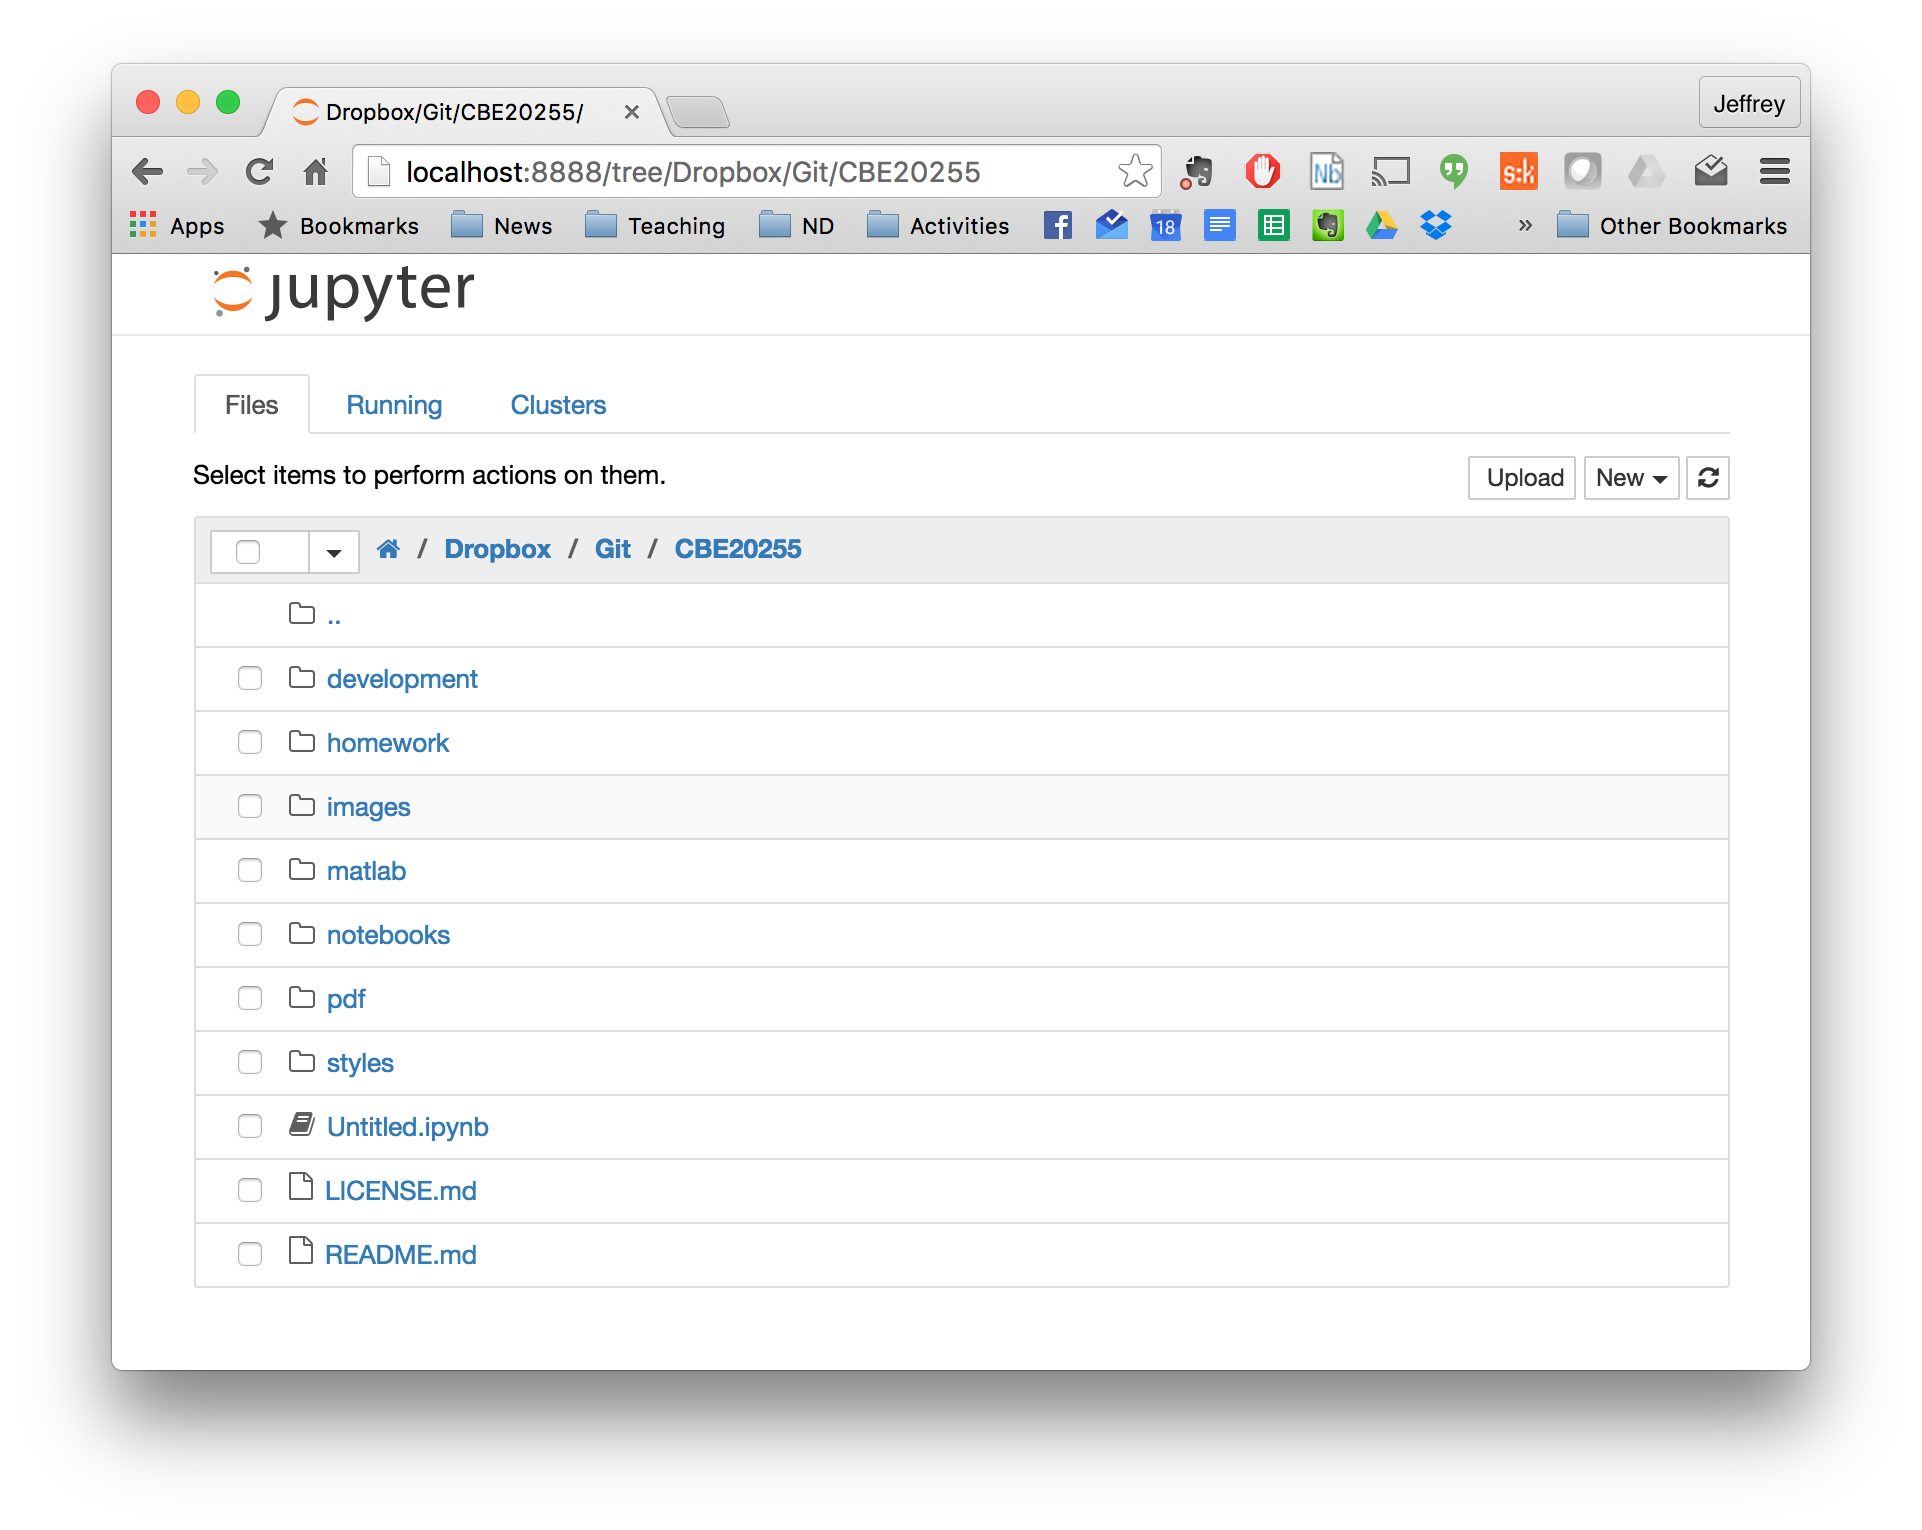 Dropbox/Git/CBE20255/
Jeffrey
localhost:8888/tree/Dropbox/Git/CBE20255
Nb
s:k
Apps
Bookmarks
News
Teaching
ND
Activities
18
»
Other Bookmarks
jupyter
Files
Running
Clusters
Select items to perform actions on them.
Upload
New
/ Dropbox / Git / CBE20255
..
development
homework
images
matlab
notebooks
pdf
styles
Untitled.ipynb
LICENSE.md
README.md